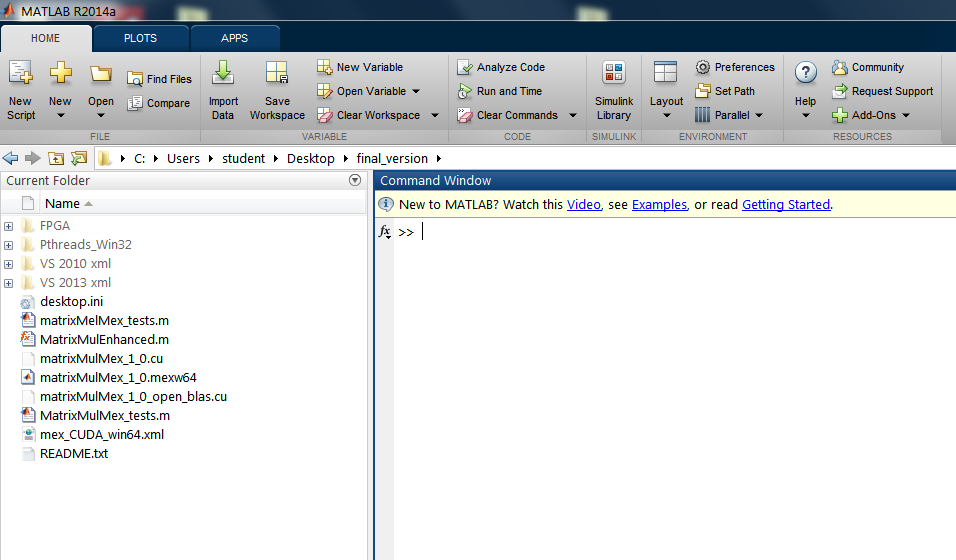 MATLAB R2014a
HOME PLOTS APPS
New Script
New
Open
Find Files
Compare
FILE
Import Data
Save Workspace
New Variable
Open Variable
Clear Workspace
VARIABLE
Analyze Code
Run and Time
Clear Commands
CODE
Simulink Library
SIMULINK
Layout
Preferences
Set Path
Parallel
ENVIRONMENT
Help
Community
Request Support
Add-Ons
RESOURCES
C: Users student Desktop final_version
Current Folder
Name
FPGA
Pthreads_Win32
VS 2010 xml
VS 2013 xml
desktop.ini
matrixMelMex_tests.m
MatrixMulEnhanced.m
matrixMulMex_1_0.cu
matrixMulMex_1_0.mexw64
matrixMulMex_1_0_open_blas.cu
MatrixMulMex_tests.m
mex_CUDA_win64.xml
README.txt
Command Window
New to MATLAB? Watch this Video, see Examples, or read Getting Started.
fx >>